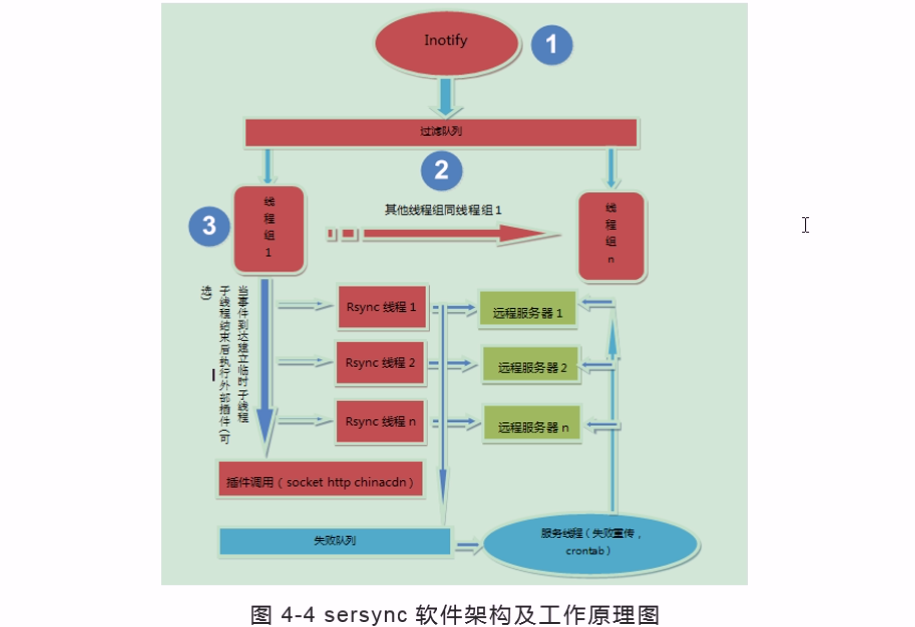 Inotify
1
过滤队列
2
线程组1
3
其他线程组同线程组1
线程组n
当事件到达建立临时子线程
子线程结束后执行外部插件(可
选)
Rsync 线程 1
远程服务器 1
Rsync 线程 2
远程服务器 2
Rsync 线程 n
远程服务器 n
插件调用（socket http chinacdn）
失败队列
服务线程（失败重传，
crontab）
图 4-4 sersync 软件架构及工作原理图